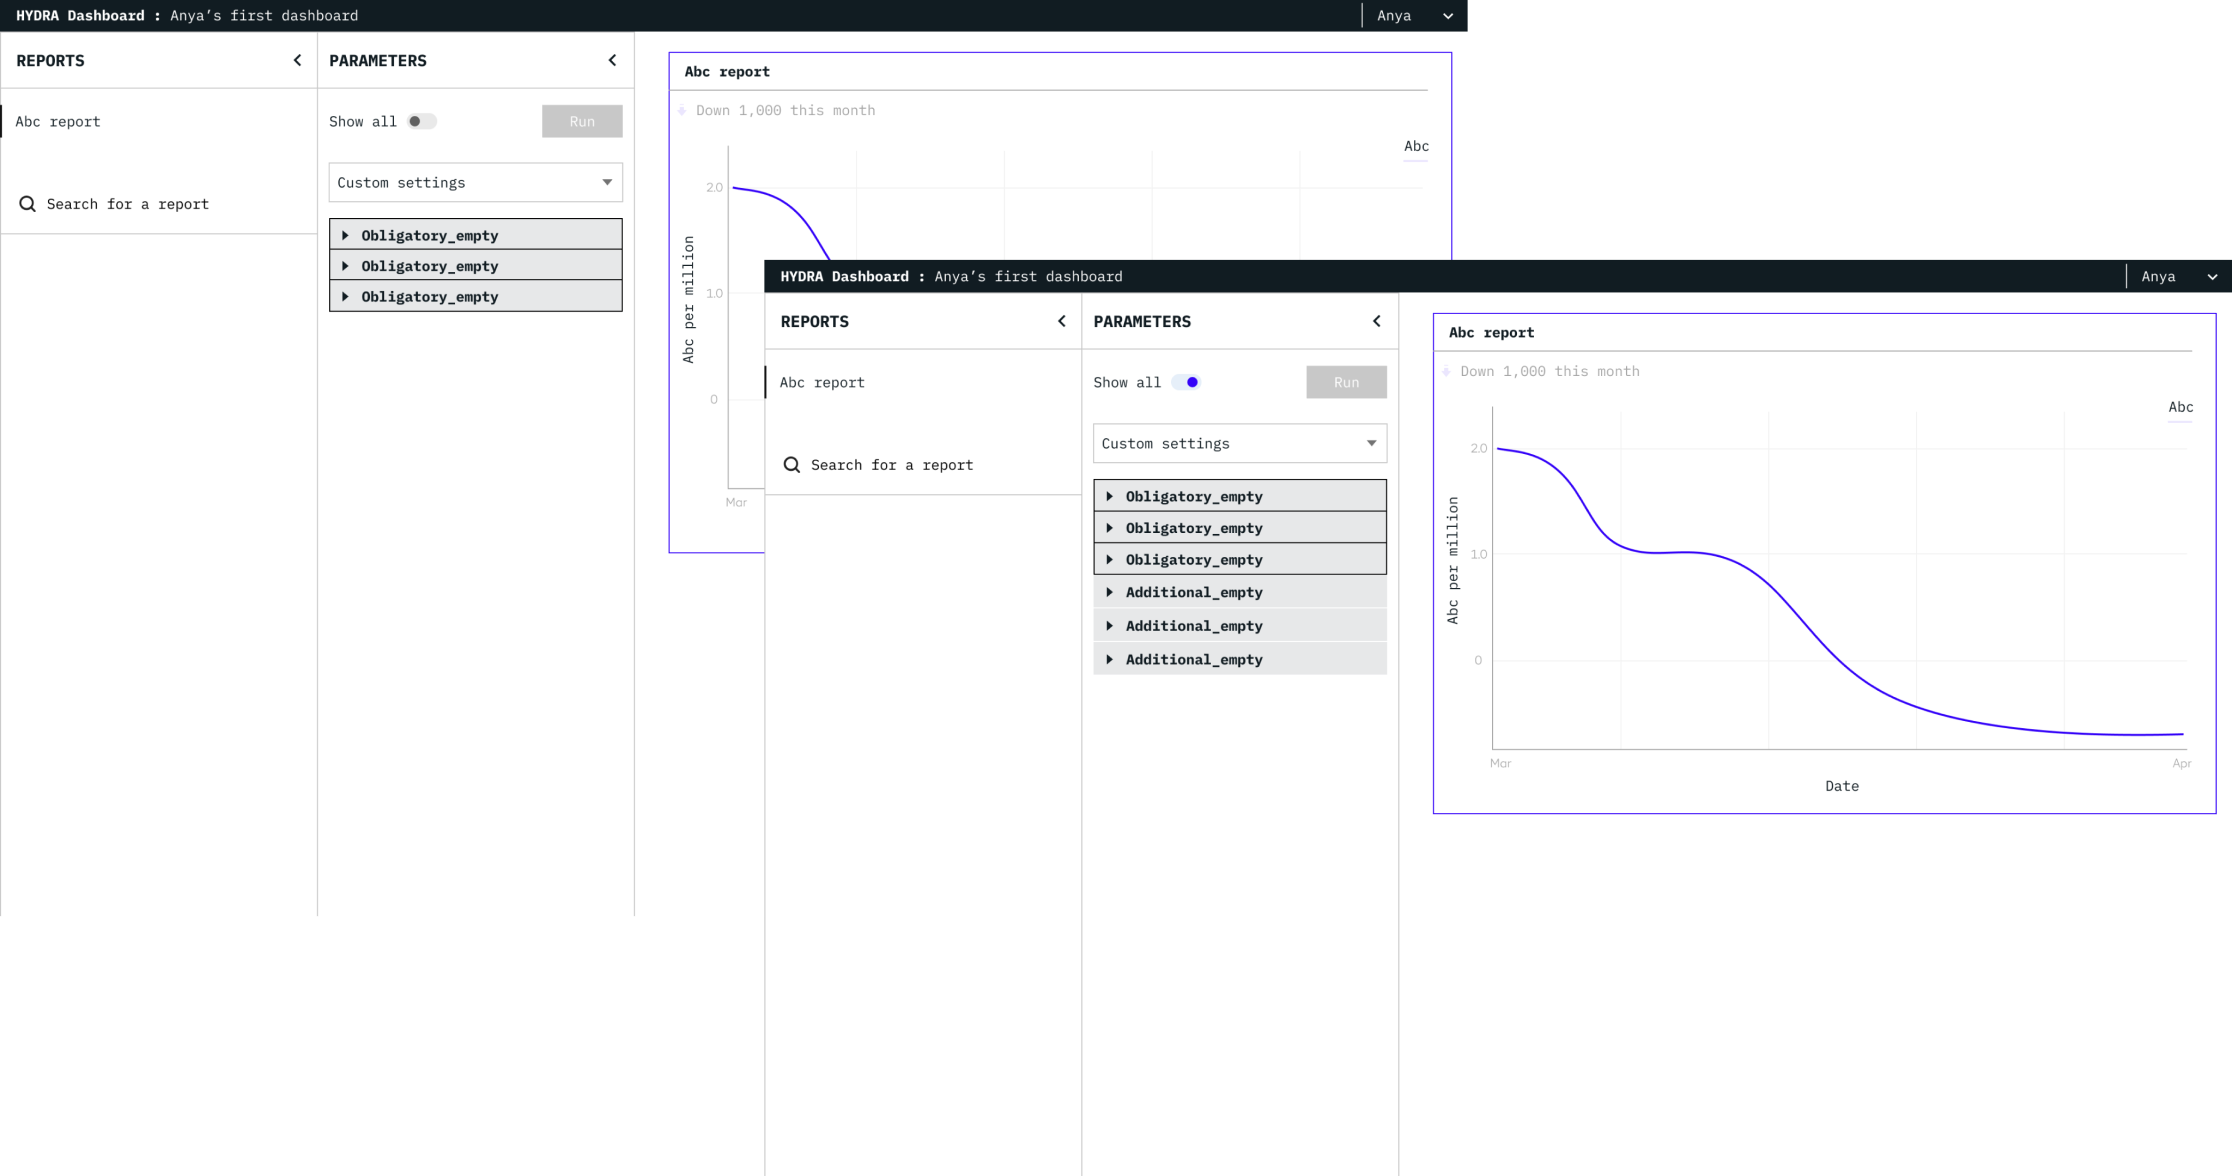 HYDRA Dashboard : Anya’s first dashboard
Anya
REPORTS
Abc report
Search for a report
PARAMETERS
Show all
Run
Custom settings
Obligatory_empty
Obligatory_empty
Obligatory_empty
Abc report
Down 1,000 this month
Abc
Abc per million
2.0
1.0
0
Mar
HYDRA Dashboard : Anya’s first dashboard
Anya
REPORTS
Abc report
Search for a report
PARAMETERS
Show all
Run
Custom settings
Obligatory_empty
Obligatory_empty
Obligatory_empty
Additional_empty
Additional_empty
Additional_empty
Abc report
Down 1,000 this month
Abc
Abc per million
2.0
1.0
0
Mar
Apr
Date